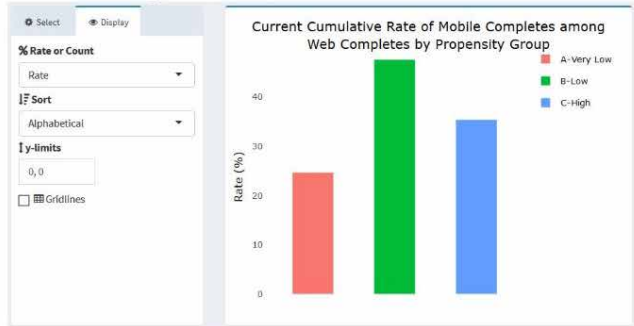 Select
Display
% Rate or Count
Rate
Sort
Alphabetical
y-limits
0, 0
Gridlines
Current Cumulative Rate of Mobile Completes among
Web Completes by Propensity Group
A-Very Low
B-Low
C-High
Rate (%)
40
30
20
10
0